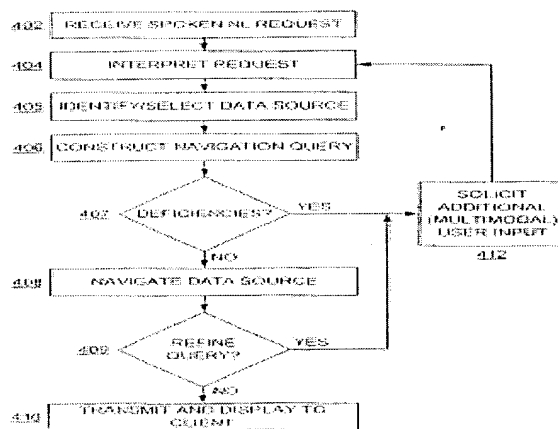 402 RECEIVE SPOKEN NL REQUEST
404 INTERPRET REQUEST
405 IDENTIFY/SELECT DATA SOURCE
406 CONSTRUCT NAVIGATION QUERY
407 DEFICIENCIES? YES
SOLICIT
ADDITIONAL
(MULTIMODAL)
USER INPUT
412
NO
408 NAVIGATE DATA SOURCE
409 REFINE
QUERY?
YES
NO
410 TRANSMIT AND DISPLAY TO
CLIENT